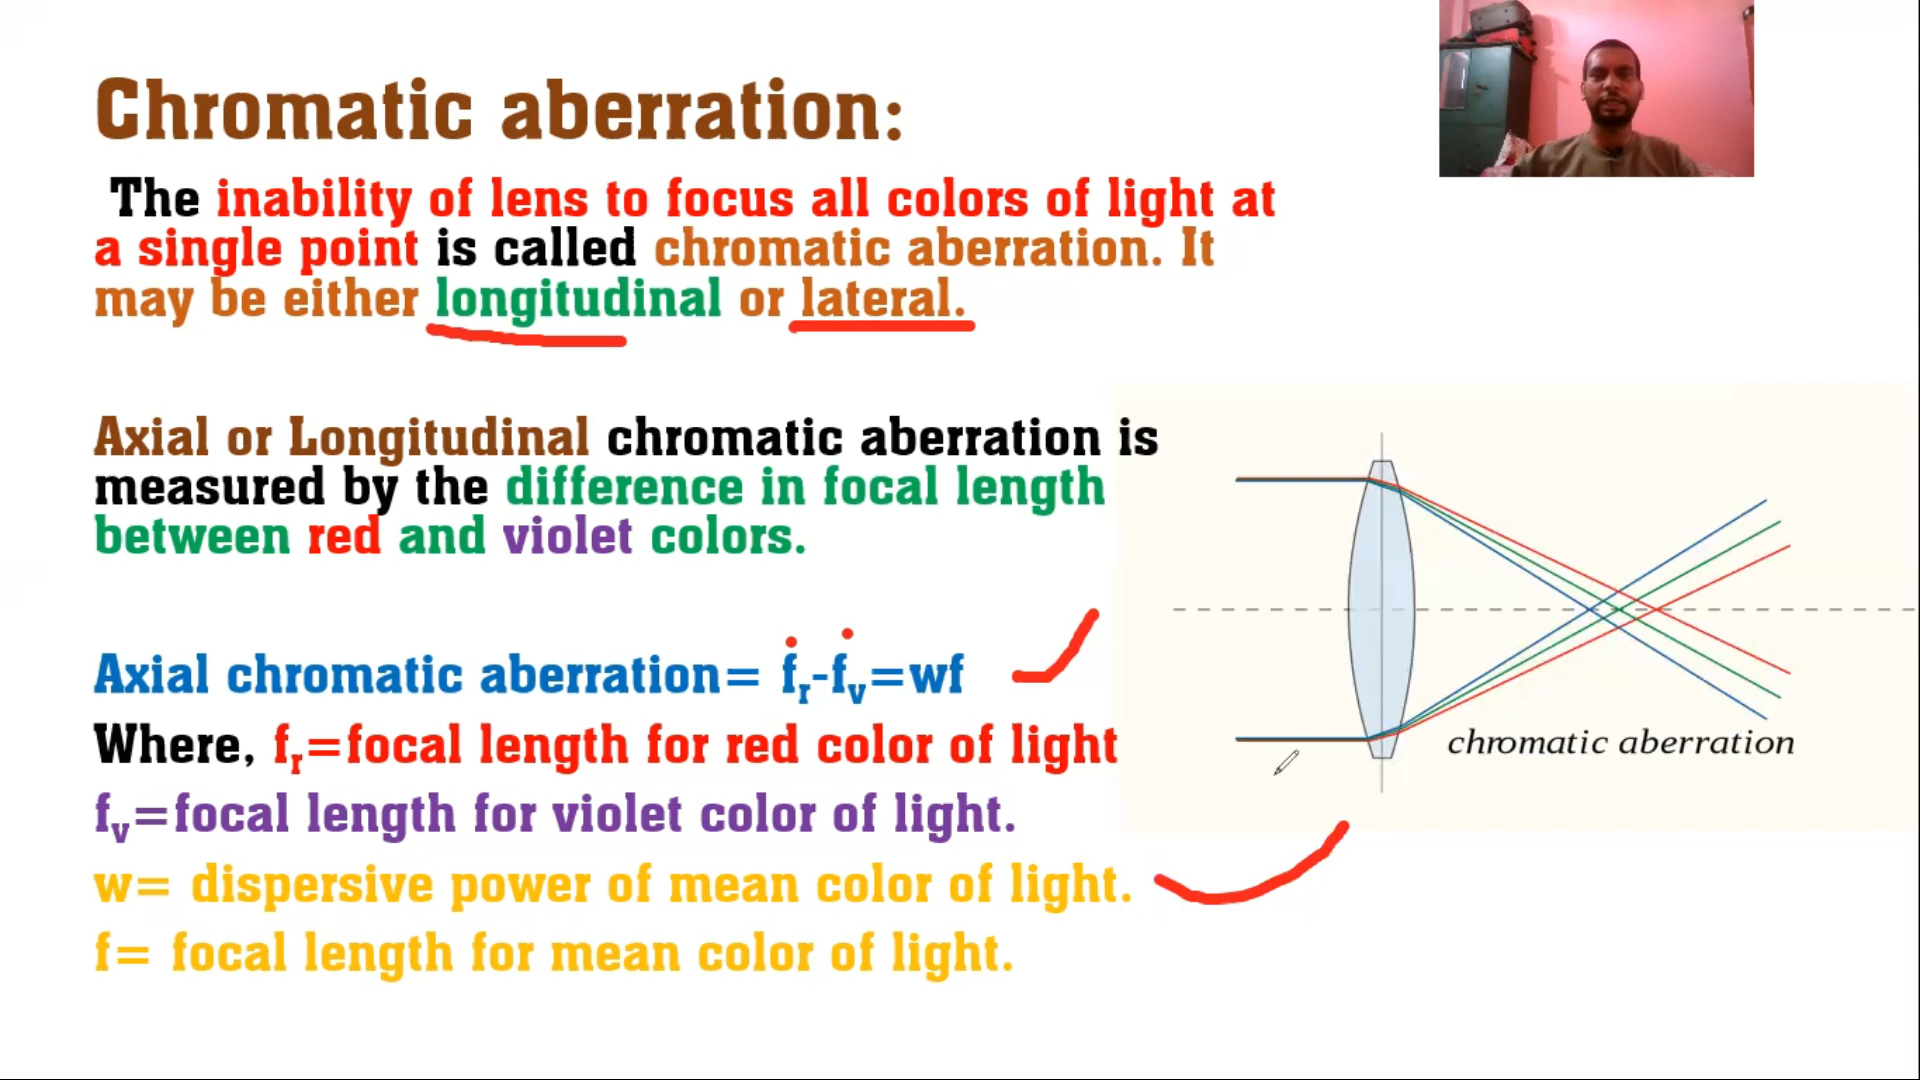 Chromatic aberration:
The inability of lens to focus all colors of light at
a single point is called chromatic aberration. It
may be either longitudinal or lateral.
Axial or Longitudinal chromatic aberration is
measured by the difference in focal length
between red and violet colors.
Axial chromatic aberration= fr-fv=wf
Where, fr=focal length for red color of light
fv=focal length for violet color of light.
w= dispersive power of mean color of light.
f= focal length for mean color of light.
chromatic aberration